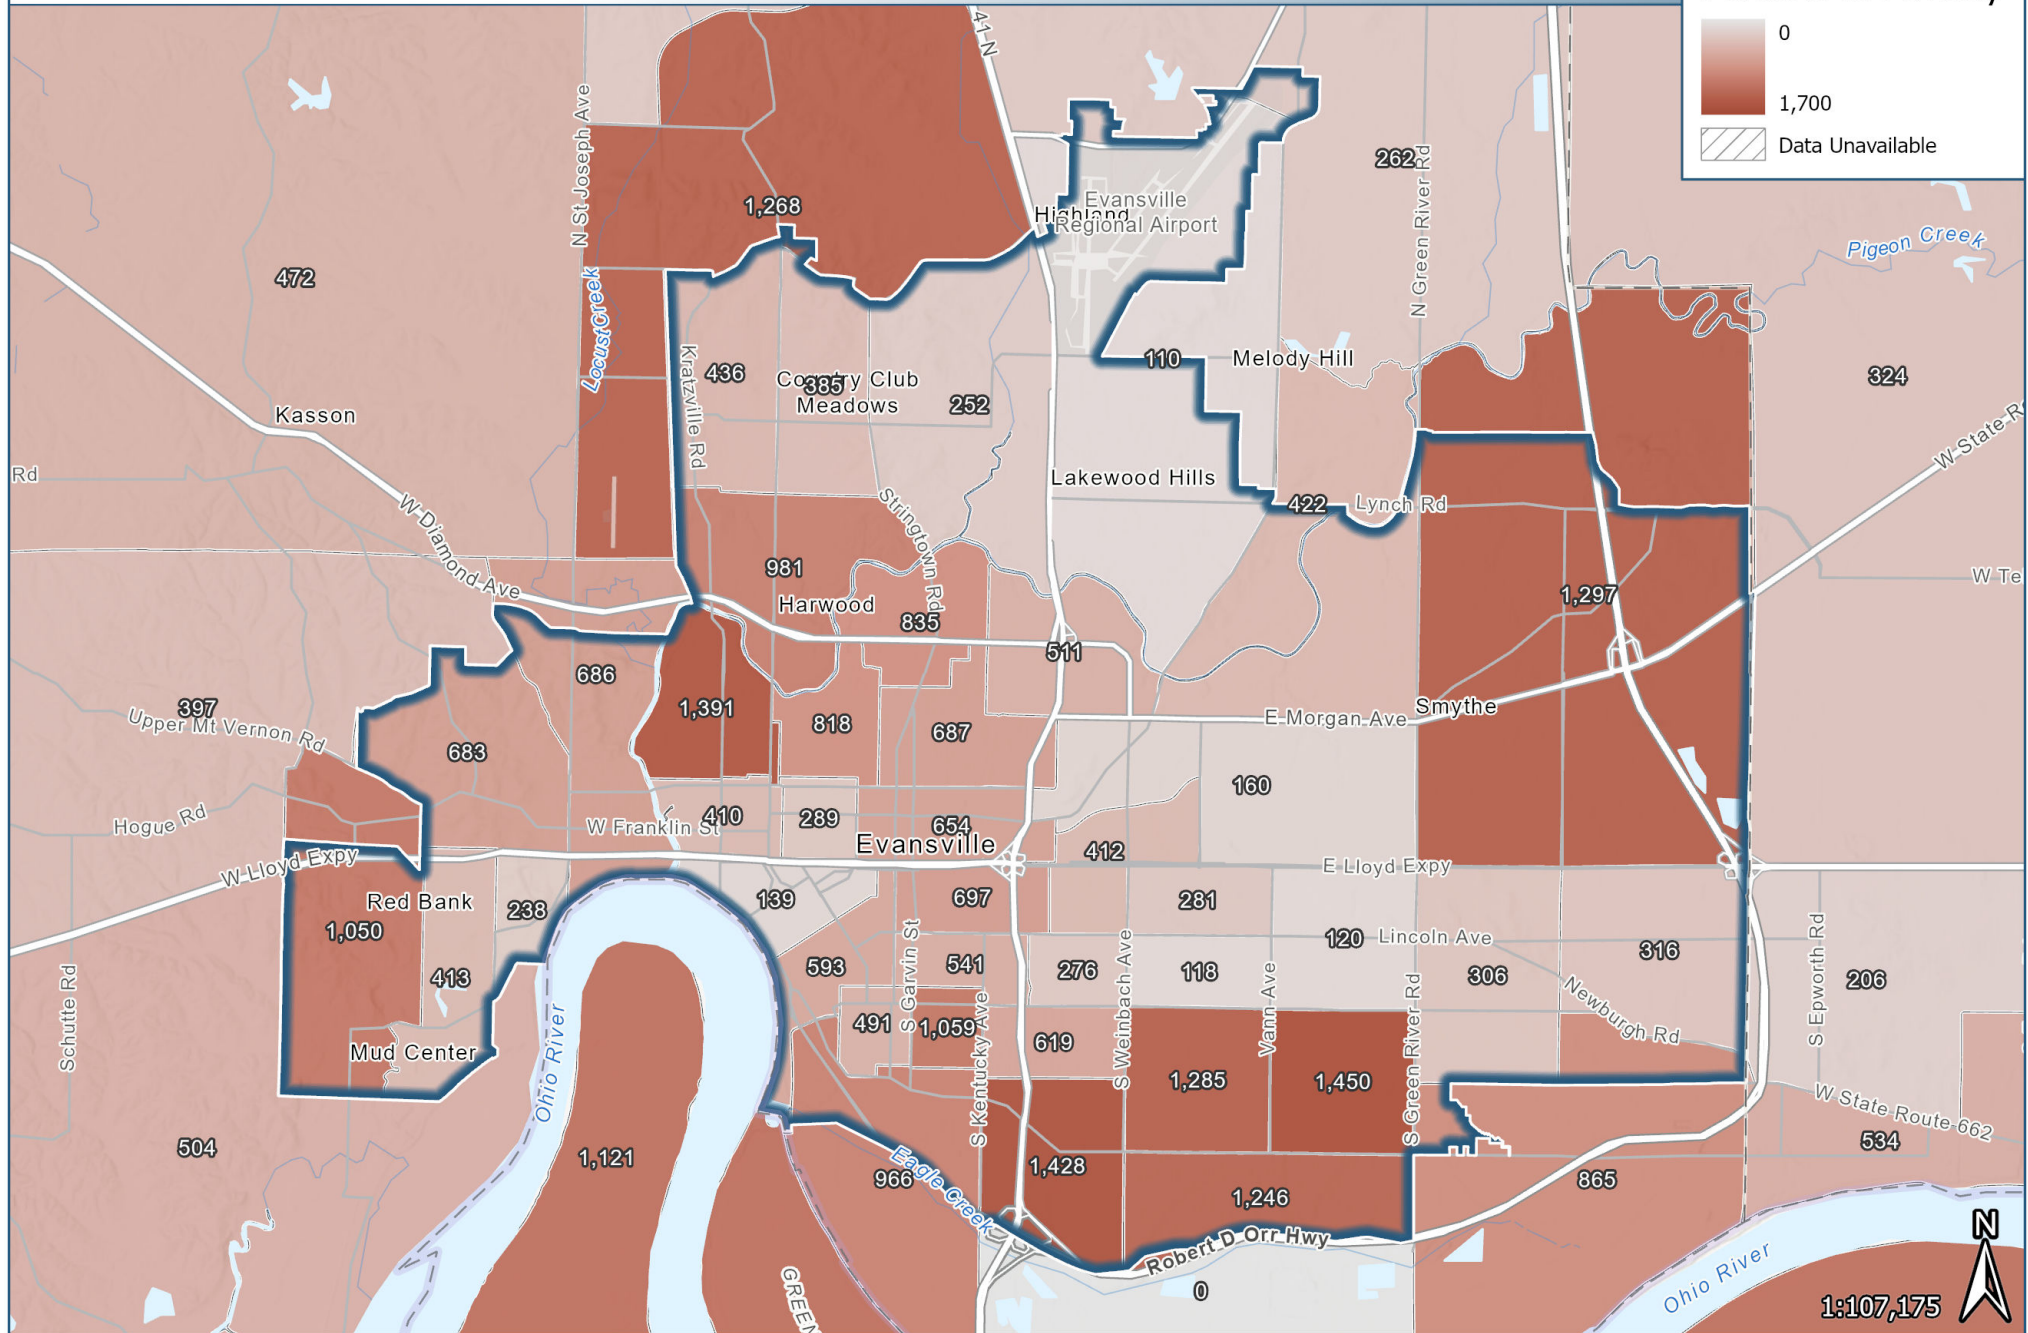 0
1,700
Data Unavailable
41 N
N St Joseph Ave
262
N Green River Rd
1,268
Evansville
Regional Airport
Highland
Pigeon Creek
472
Locust Creek
Kratzville Rd
436
Country Club
Meadows
385
252
110
Melody Hill
324
Kasson
W State R
Rd
Lakewood Hills
Stringtown Rd
422
Lynch Rd
W Diamond Ave
981
Harwood
835
1,297
W Te
511
686
397
Upper Mt Vernon Rd
1,391
818
687
E Morgan Ave
Smythe
683
160
Hogue Rd
W Franklin St
410
289
654
Evansville
412
W Lloyd Expy
E Lloyd Expy
Red Bank
238
139
697
281
1,050
120
Lincoln Ave
413
593
S Garvin St
541
276
S Weinbach Ave
118
Vann Ave
306
316
S Epworth Rd
206
Schutte Rd
Mud Center
Ohio River
491
1,059
S Kentucky Ave
619
Newburgh Rd
S Green River Rd
1,285
1,450
W State Route 662
504
1,121
966
Eagle Creek
1,428
1,246
865
534
Robert D Orr Hwy
0
GREEN
Ohio River
N
1:107,175